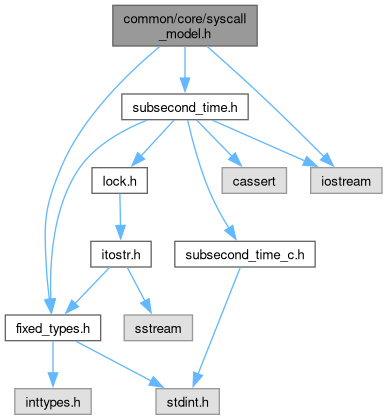 common/core/syscall
_model.h
subsecond_time.h
lock.h
cassert
iostream
itostr.h
subsecond_time_c.h
fixed_types.h
sstream
inttypes.h
stdint.h